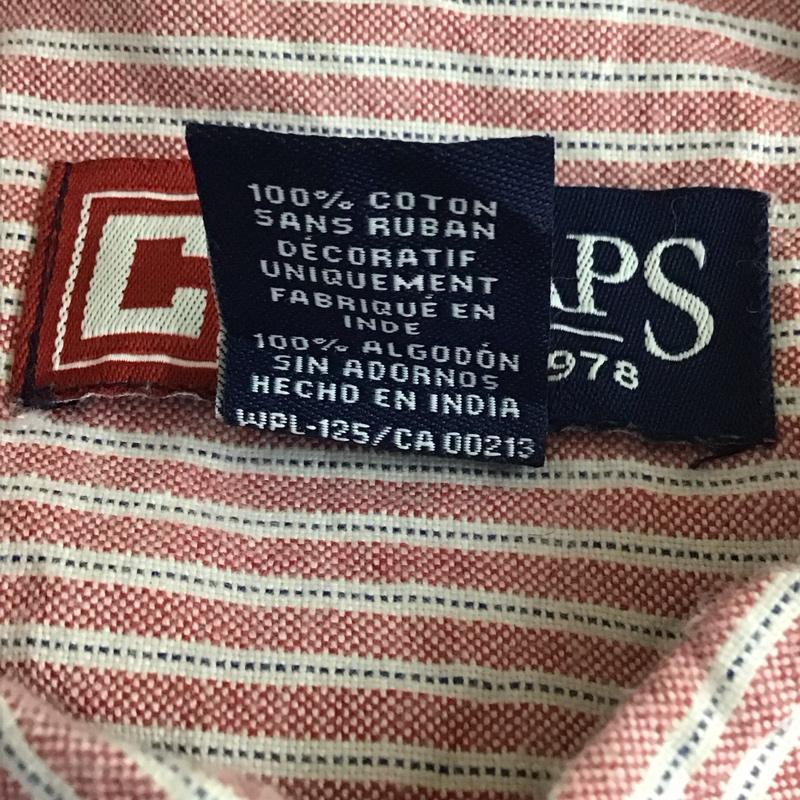 C
100% COTON
SANS RUBAN
DÉCORATIF
UNIQUEMENT
FABRIQUÉ EN
INDE
100% ALGODÓN
SIN ADORNOS
HECHO EN INDIA
WPL-125/CA 00213
APS
978